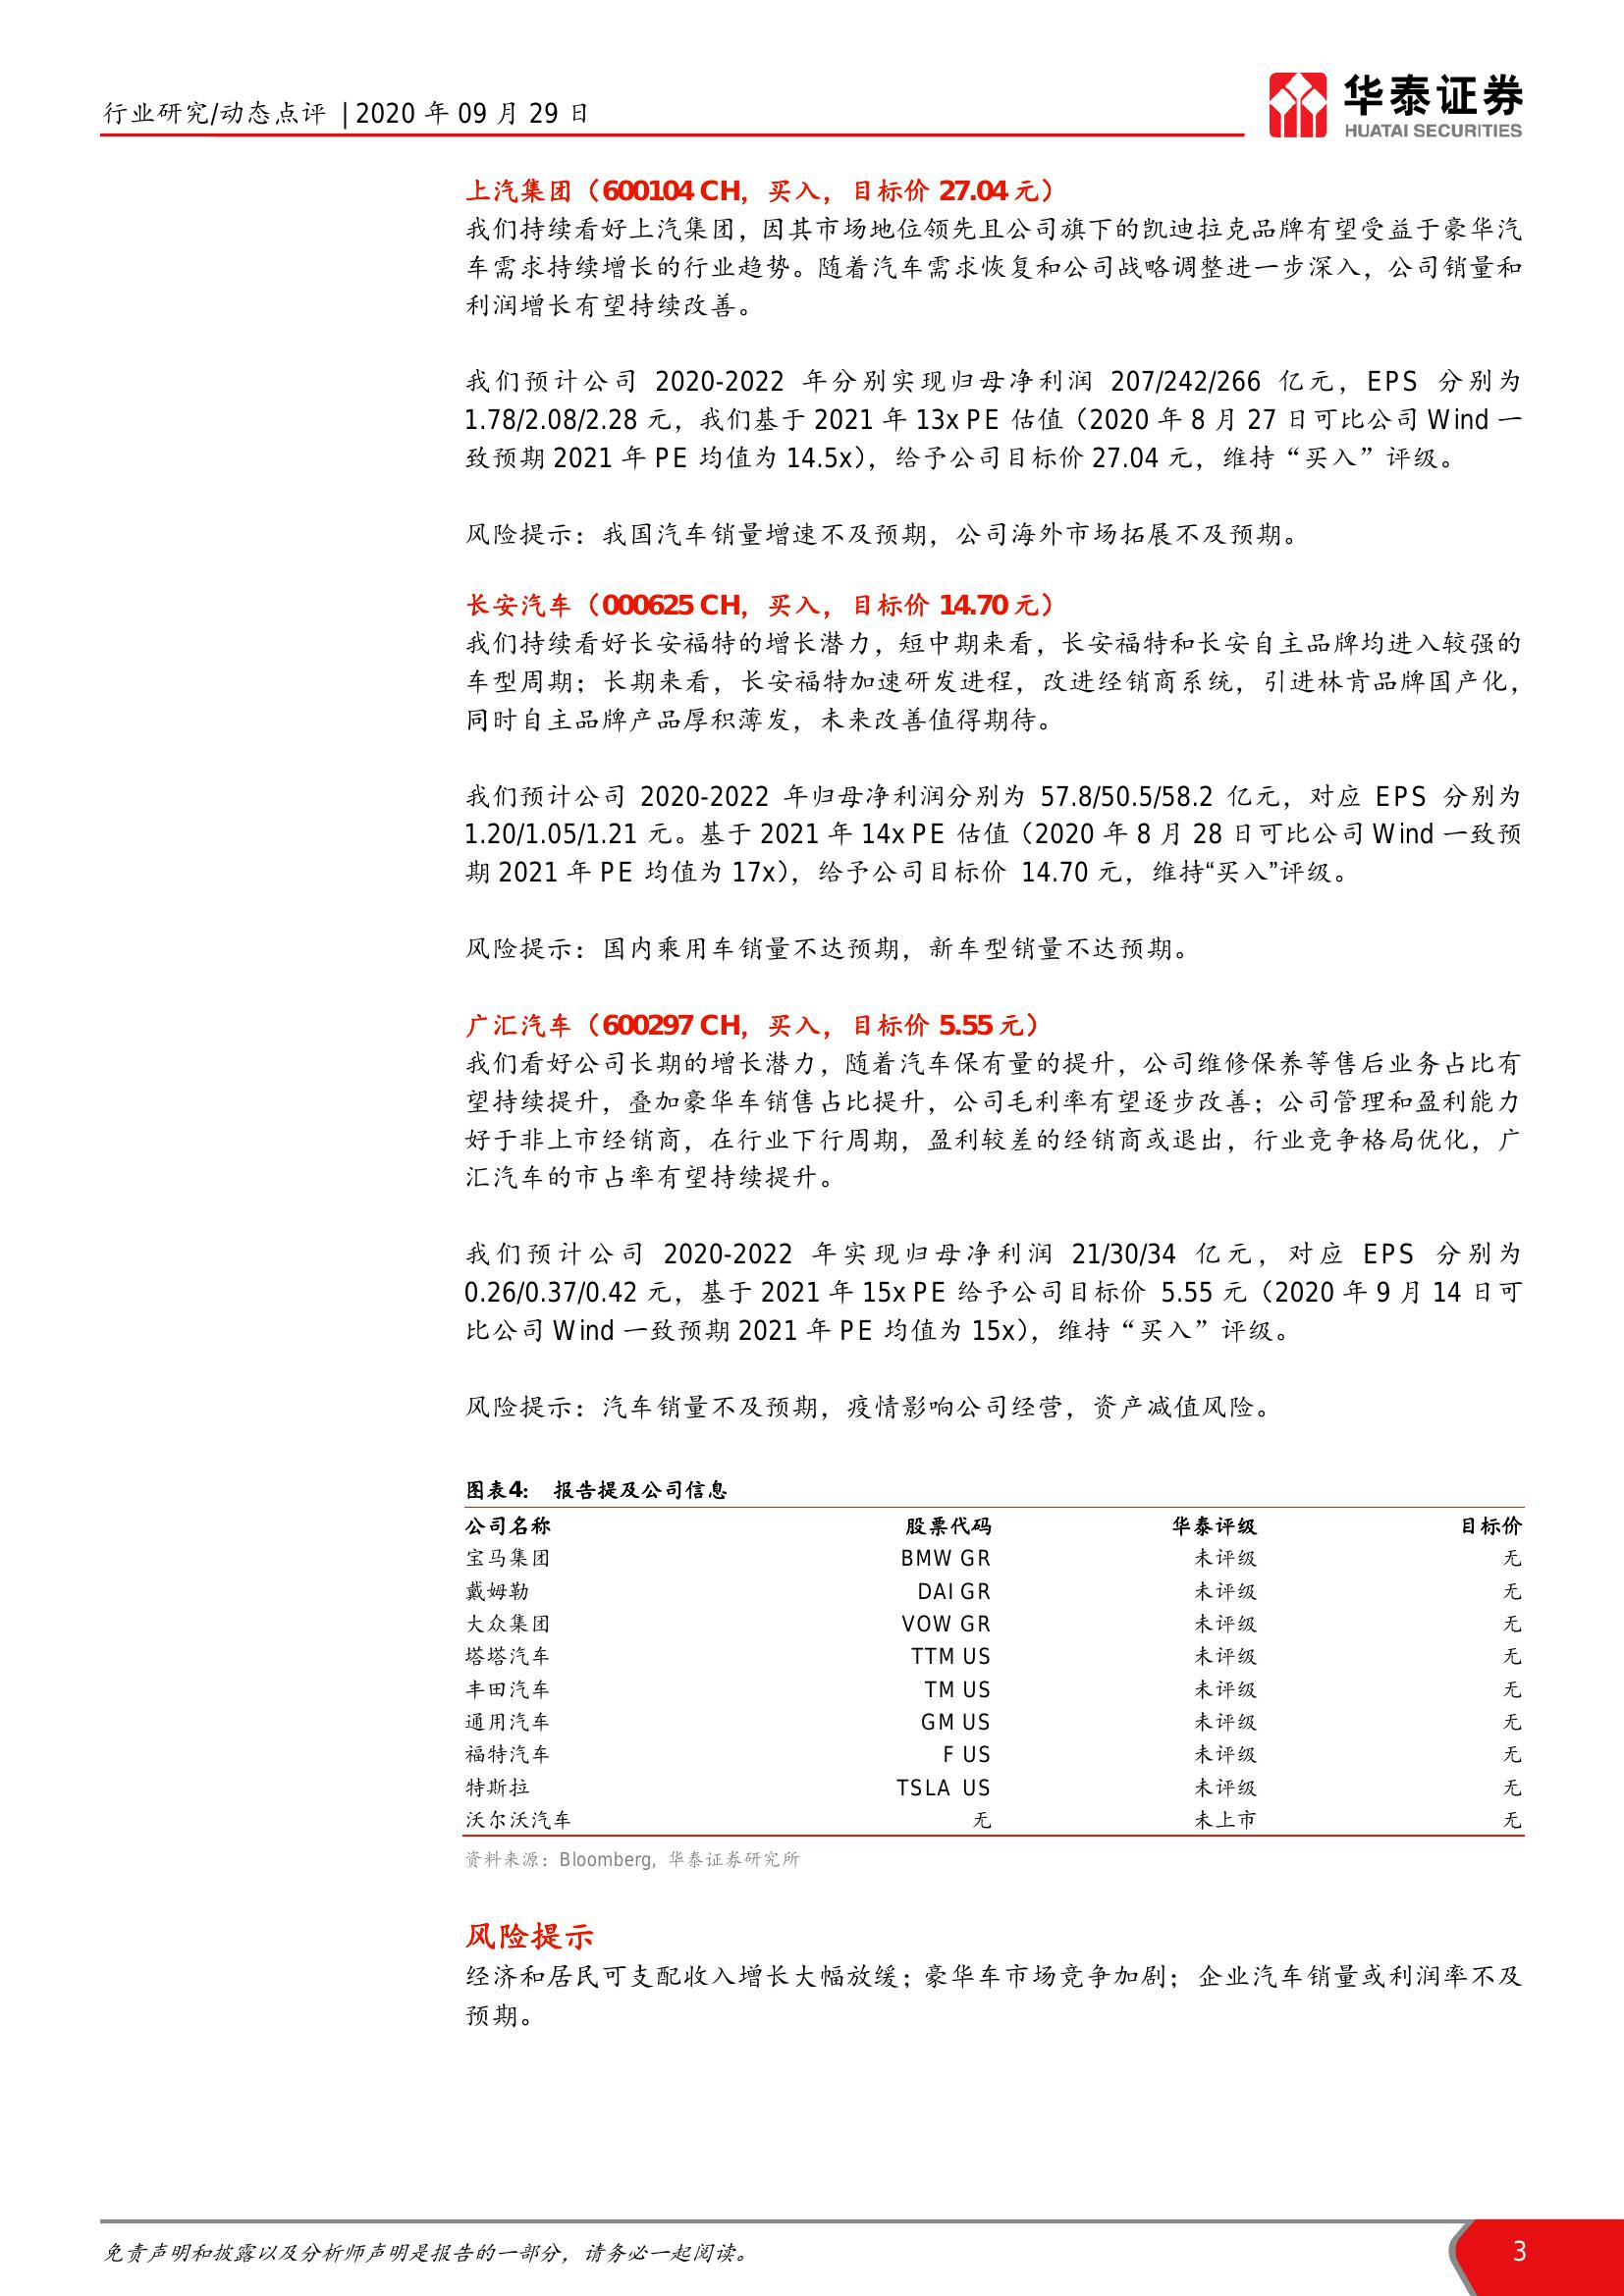 行业研究/动态点评 | 2020 年 09 月 29 日
华泰证券
HUATAI SECURITIES
上汽集团（600104 CH，买入，目标价 27.04 元）
我们持续看好上汽集团，因其市场地位领先且公司旗下的凯迪拉克品牌有望受益于豪华汽
车需求持续增长的行业趋势。随着汽车需求恢复和公司战略调整进一步深入，公司销量和
利润增长有望持续改善。
我们预计公司 2020-2022 年分别实现归母净利润 207/242/266 亿元，EPS 分别为
1.78/2.08/2.28 元，我们基于 2021 年 13x PE 估值（2020 年 8 月 27 日可比公司 Wind 一
致预期 2021 年 PE 均值为 14.5x），给予公司目标价 27.04 元，维持“买入”评级。
风险提示：我国汽车销量增速不及预期，公司海外市场拓展不及预期。
长安汽车（000625 CH，买入，目标价 14.70 元）
我们持续看好长安福特的增长潜力，短中期来看，长安福特和长安自主品牌均进入较强的
车型周期；长期来看，长安福特加速研发进程，改进经销商系统，引进林肯品牌国产化，
同时自主品牌产品厚积薄发，未来改善值得期待。
我们预计公司 2020-2022 年归母净利润分别为 57.8/50.5/58.2 亿元，对应 EPS 分别为
1.20/1.05/1.21 元。基于 2021 年 14x PE 估值（2020 年 8 月 28 日可比公司 Wind 一致预
期 2021 年 PE 均值为 17x），给予公司目标价 14.70 元，维持“买入”评级。
风险提示：国内乘用车销量不达预期，新车型销量不达预期。
广汇汽车（600297 CH，买入，目标价 5.55 元）
我们看好公司长期的增长潜力，随着汽车保有量的提升，公司维修保养等售后业务占比有
望持续提升，叠加豪华车销售占比提升，公司毛利率有望逐步改善；公司管理和盈利能力
好于非上市经销商，在行业下行周期，盈利较差的经销商或退出，行业竞争格局优化，广
汇汽车的市占率有望持续提升。
我们预计公司 2020-2022 年实现归母净利润 21/30/34 亿元，对应 EPS 分别为
0.26/0.37/0.42 元，基于 2021 年 15x PE 给予公司目标价 5.55 元（2020 年 9 月 14 日可
比公司 Wind 一致预期 2021 年 PE 均值为 15x），维持“买入”评级。
风险提示：汽车销量不及预期，疫情影响公司经营，资产减值风险。
图表4： 报告提及公司信息
公司名称 股票代码 华泰评级 目标价
宝马集团 BMW GR 未评级 无
戴姆勒 DAI GR 未评级 无
大众集团 VOW GR 未评级 无
塔塔汽车 TTM US 未评级 无
丰田汽车 TM US 未评级 无
通用汽车 GM US 未评级 无
福特汽车 F US 未评级 无
特斯拉 TSLA US 未评级 无
沃尔沃汽车 无 未上市 无
资料来源：Bloomberg，华泰证券研究所
风险提示
经济和居民可支配收入增长大幅放缓；豪华车市场竞争加剧；企业汽车销量或利润率不及
预期。
免责声明和披露以及分析师声明是报告的一部分，请务必一起阅读。
3